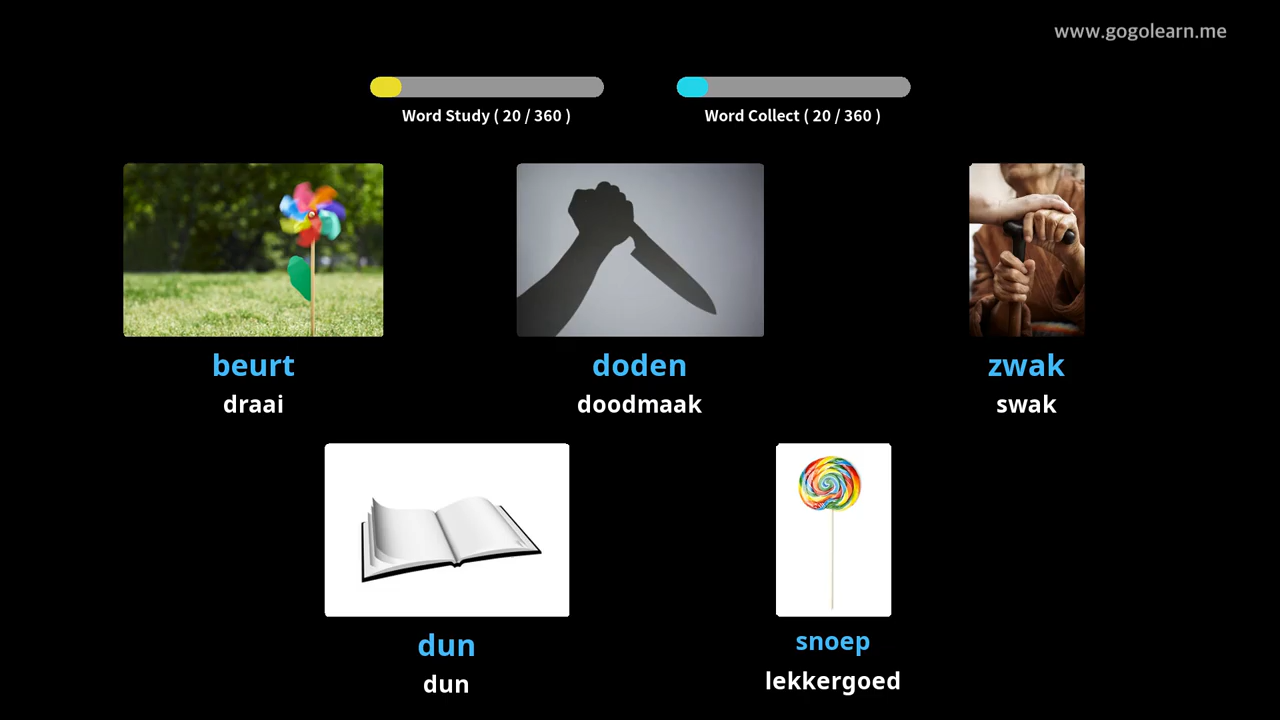 www.gogolearn.me
Word Study ( 20 / 360 )
Word Collect ( 20 / 360 )
beurt
draai
doden
doodmaak
zwak
swak
dun
dun
snoep
lekkergoed